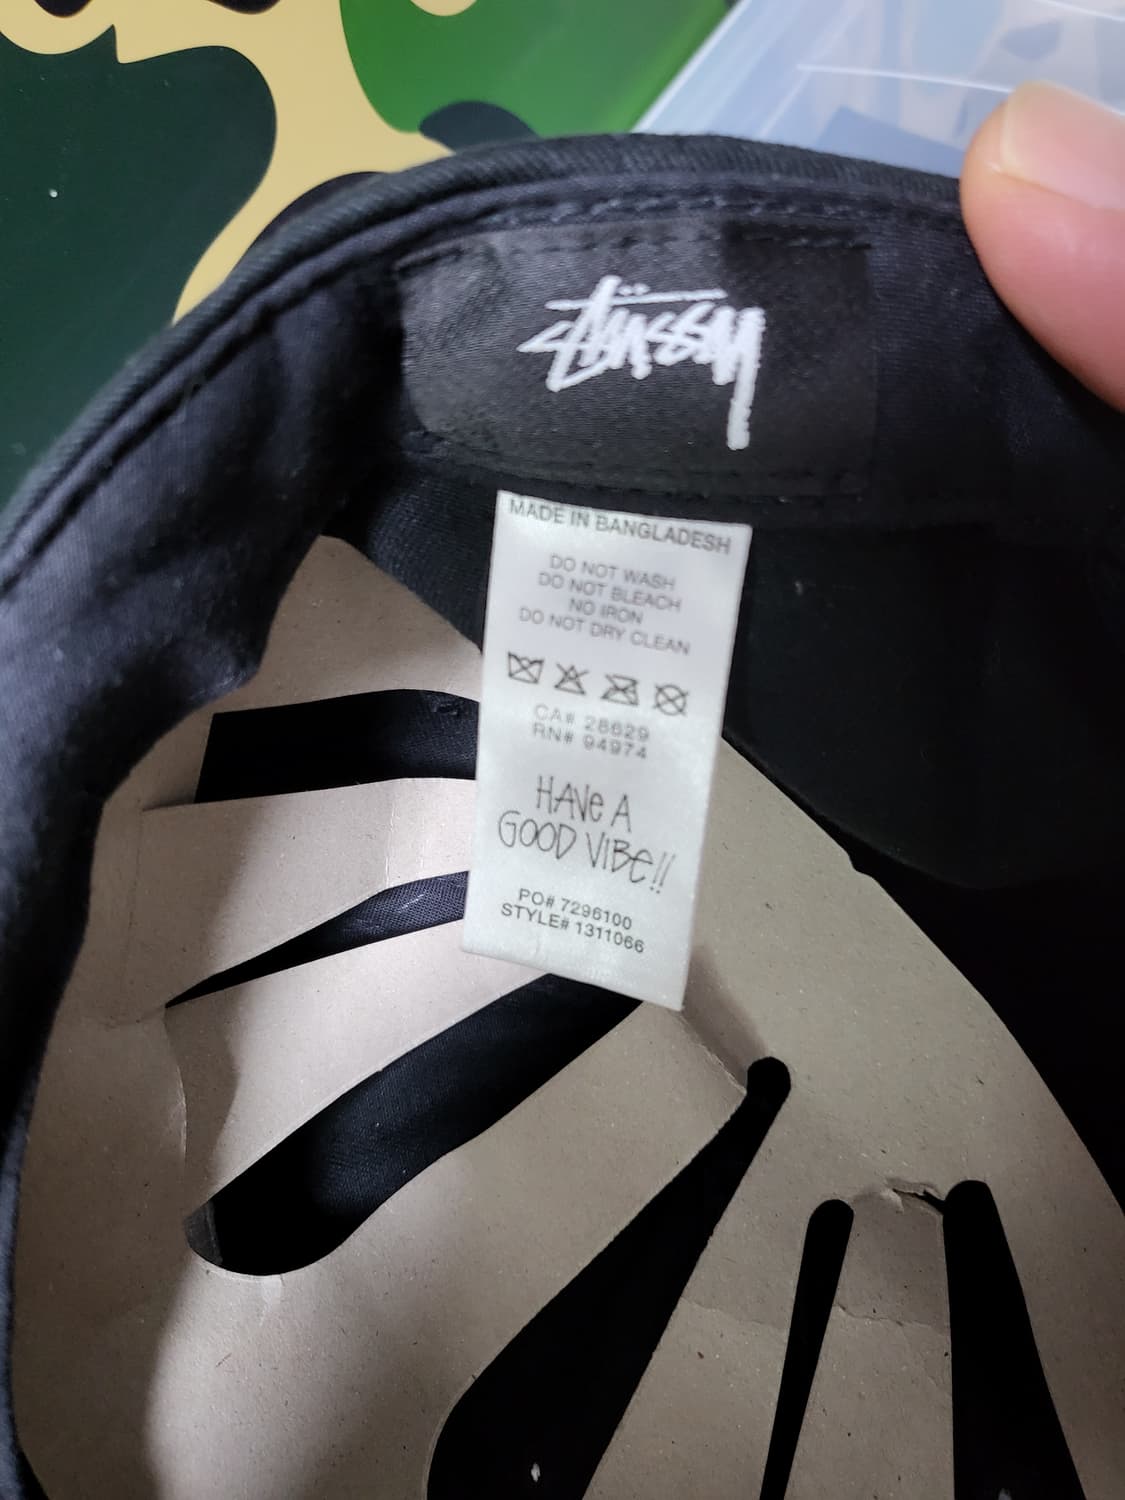 Stüssy
MADE IN BANGLADESH
DO NOT WASH
DO NOT BLEACH
NO IRON
DO NOT DRY CLEAN
CA# 28629
RN# 94974
HAVe A
GOOD VIBe!!
PO# 7296100
STYLE# 1311066